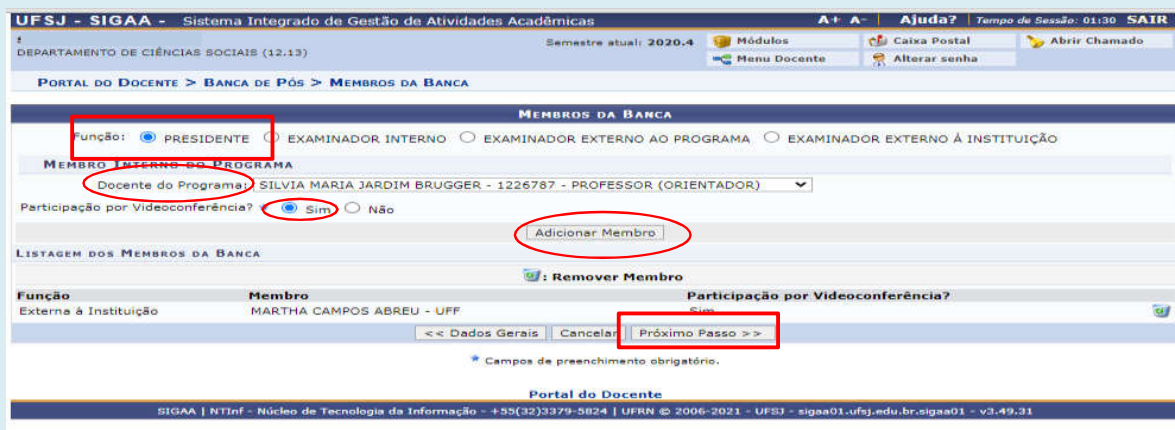 UFSJ - SIGAA - Sistema Integrado de Gestão de Atividades Acadêmicas A+ A- Ajuda? Tempo de Sessão: 01:30 SAIR
DEPARTAMENTO DE CIÊNCIAS SOCIAIS (12.13)
Semestre atual: 2020.4
Módulos Caixa Postal Abrir Chamado
Menu Docente Alterar senha
PORTAL DO DOCENTE > BANCA DE PÓS > MEMBROS DA BANCA
MEMBROS DA BANCA
Função: PRESIDENTE EXAMINADOR INTERNO EXAMINADOR EXTERNO AO PROGRAMA EXAMINADOR EXTERNO À INSTITUIÇÃO
MEMBRO INTERNO DO PROGRAMA
Docente do Programa: SILVIA MARIA JARDIM BRUGGER - 1226787 - PROFESSOR (ORIENTADOR)
Participação por Videoconferência? Sim Não
Adicionar Membro
LISTAGEM DOS MEMBROS DA BANCA
: Remover Membro
Função Membro Participação por Videoconferência?
Externa à Instituição MARTHA CAMPOS ABREU - UFF Sim
<< Dados Gerais Cancelar Próximo Passo >>
* Campos de preenchimento obrigatório.
Portal do Docente
SIGAA | NTInf - Núcleo de Tecnologia da Informação - +55(32)3379-5824 | UFRN © 2006-2021 - UFSJ - sigaa01.ufsj.edu.br.sigaa01 - v3.49.31